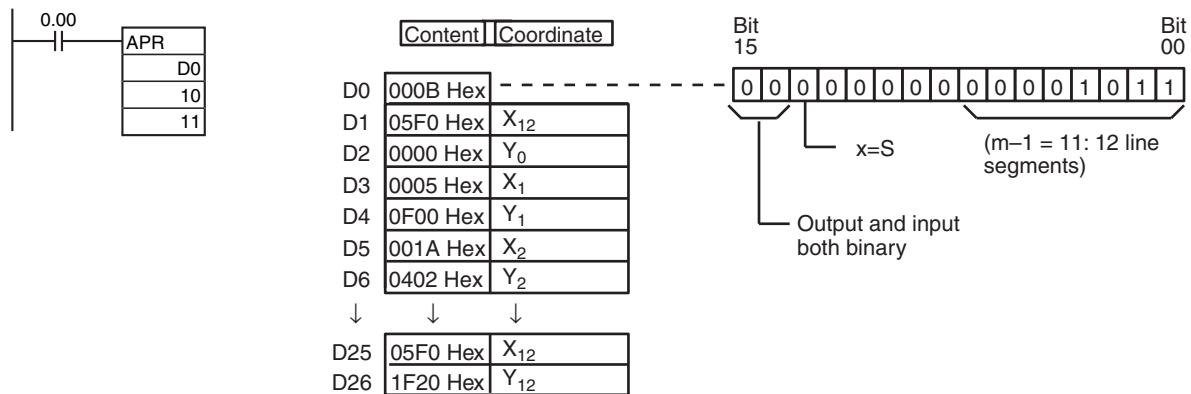 0.00
APR
D0
10
11
Content Coordinate
D0 000B Hex
D1 05F0 Hex X12
D2 0000 Hex Y0
D3 0005 Hex X1
D4 0F00 Hex Y1
D5 001A Hex X2
D6 0402 Hex Y2
↓ ↓ ↓
D25 05F0 Hex X12
D26 1F20 Hex Y12
Bit Bit
15 00
0 0 0 0 0 0 0 0 0 0 0 0 1 0 1 1
x=S
(m–1 = 11: 12 line
segments)
Output and input
both binary